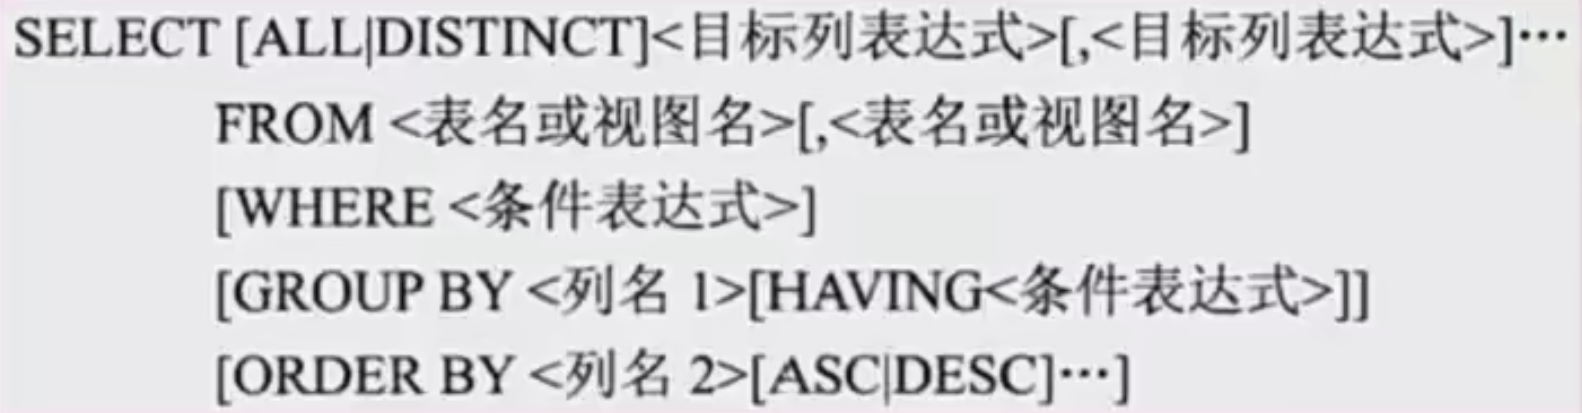 SELECT [ALL|DISTINCT]<目标列表达式>[,<目标列表达式>]…
FROM <表名或视图名>[,<表名或视图名>]
[WHERE <条件表达式>]
[GROUP BY <列名 1>[HAVING<条件表达式>]]
[ORDER BY <列名 2>[ASC|DESC]…]